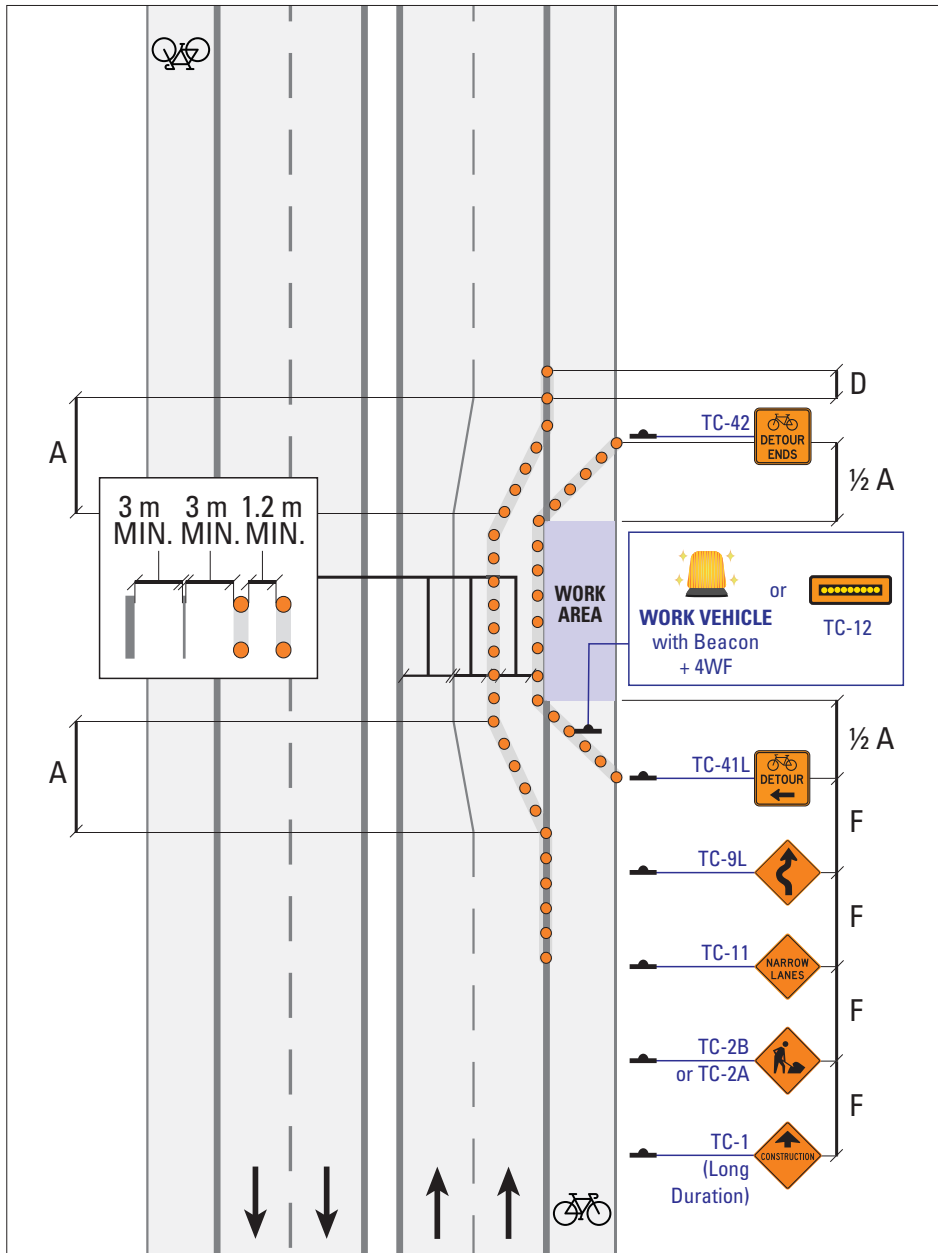 D
TC-42
DETOUR
ENDS
A
½ A
3 m 3 m 1.2 m
MIN. MIN. MIN.
WORK
AREA
or
WORK VEHICLE
with Beacon
+ 4WF
TC-12
½ A
A
TC-41L
DETOUR
F
TC-9L
F
TC-11
NARROW
LANES
F
TC-2B
or TC-2A
F
TC-1
(Long
Duration)
CONSTRUCTION